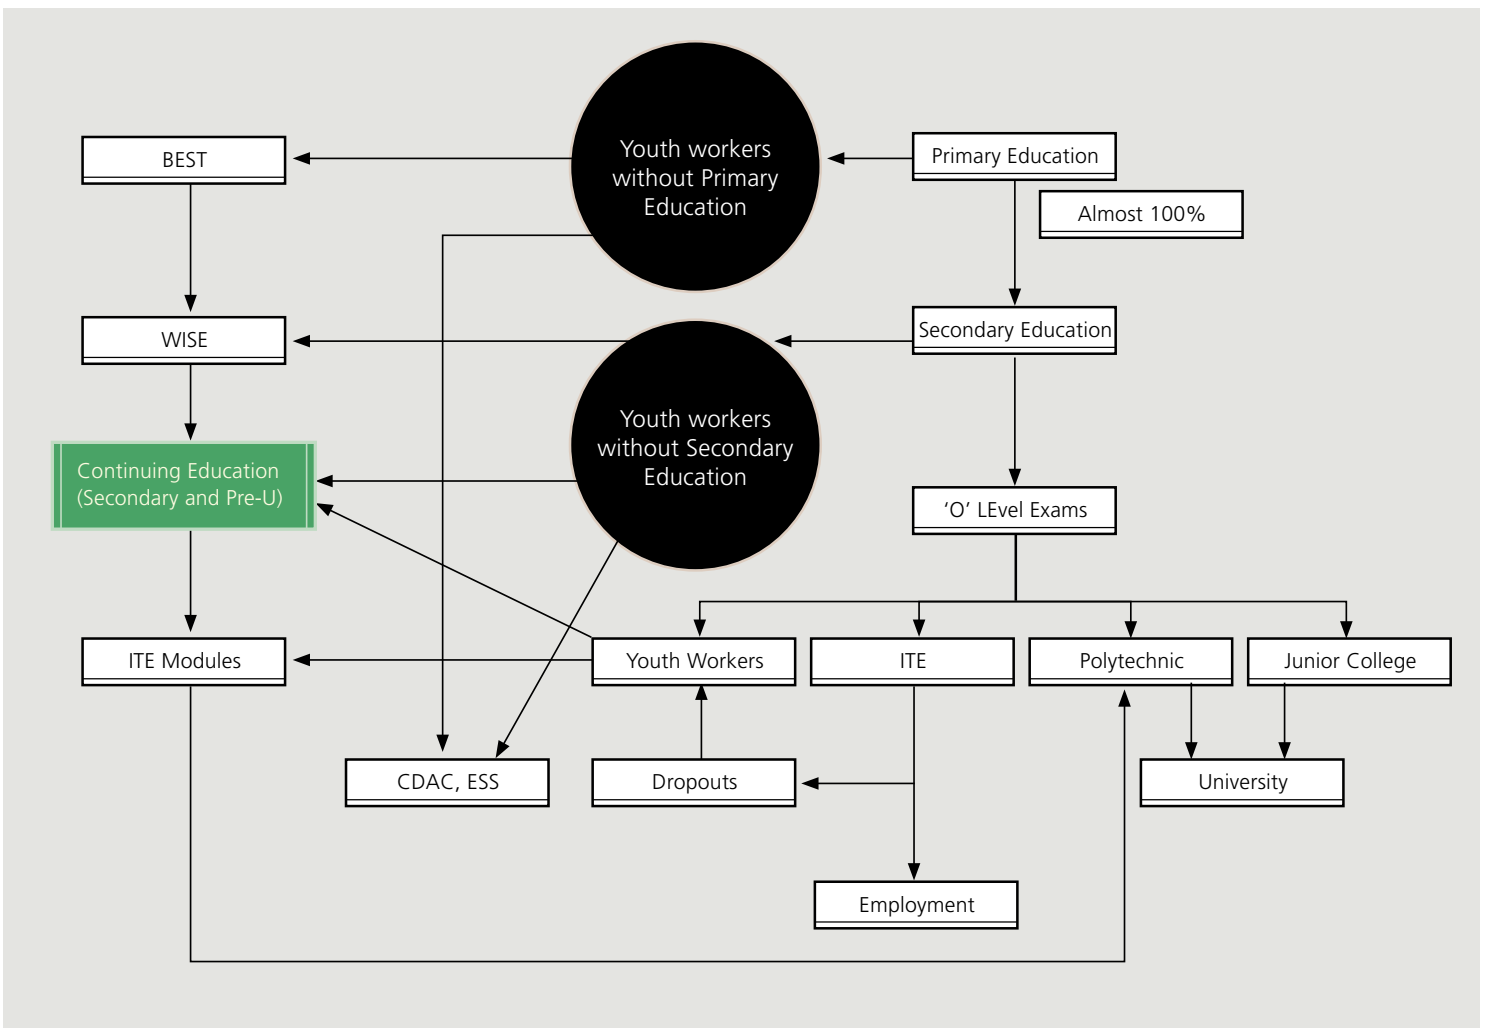 BEST
Youth workers
without Primary
Education
Primary Education
Almost 100%
WISE
Secondary Education
Youth workers
without Secondary
Education
Continuing Education
(Secondary and Pre-U)
‘O’ LEvel Exams
ITE Modules
Youth Workers
ITE
Polytechnic
Junior College
CDAC, ESS
Dropouts
University
Employment